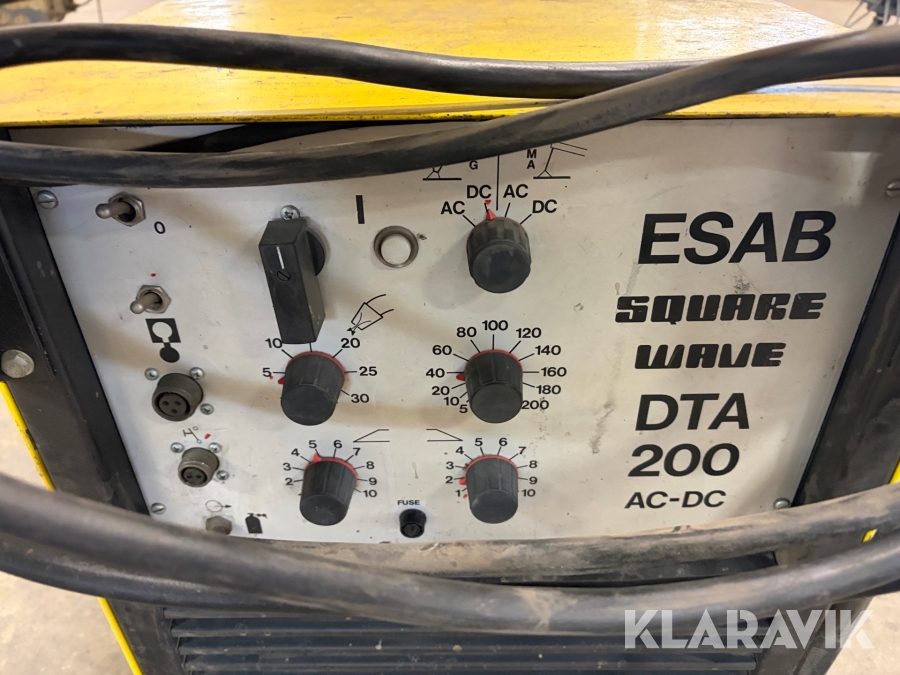 G
M
A
DC AC
AC DC
O
I
ESAB
SQUARE
WAVE
DTA
200
AC-DC
5 10 20 25 30
5 10 20 40 60 80 100 120 140 160 180 200
2 3 4 5 6 7 8 9 10
1 2 3 4 5 6 7 8 9 10
FUSE
KLARAVIK